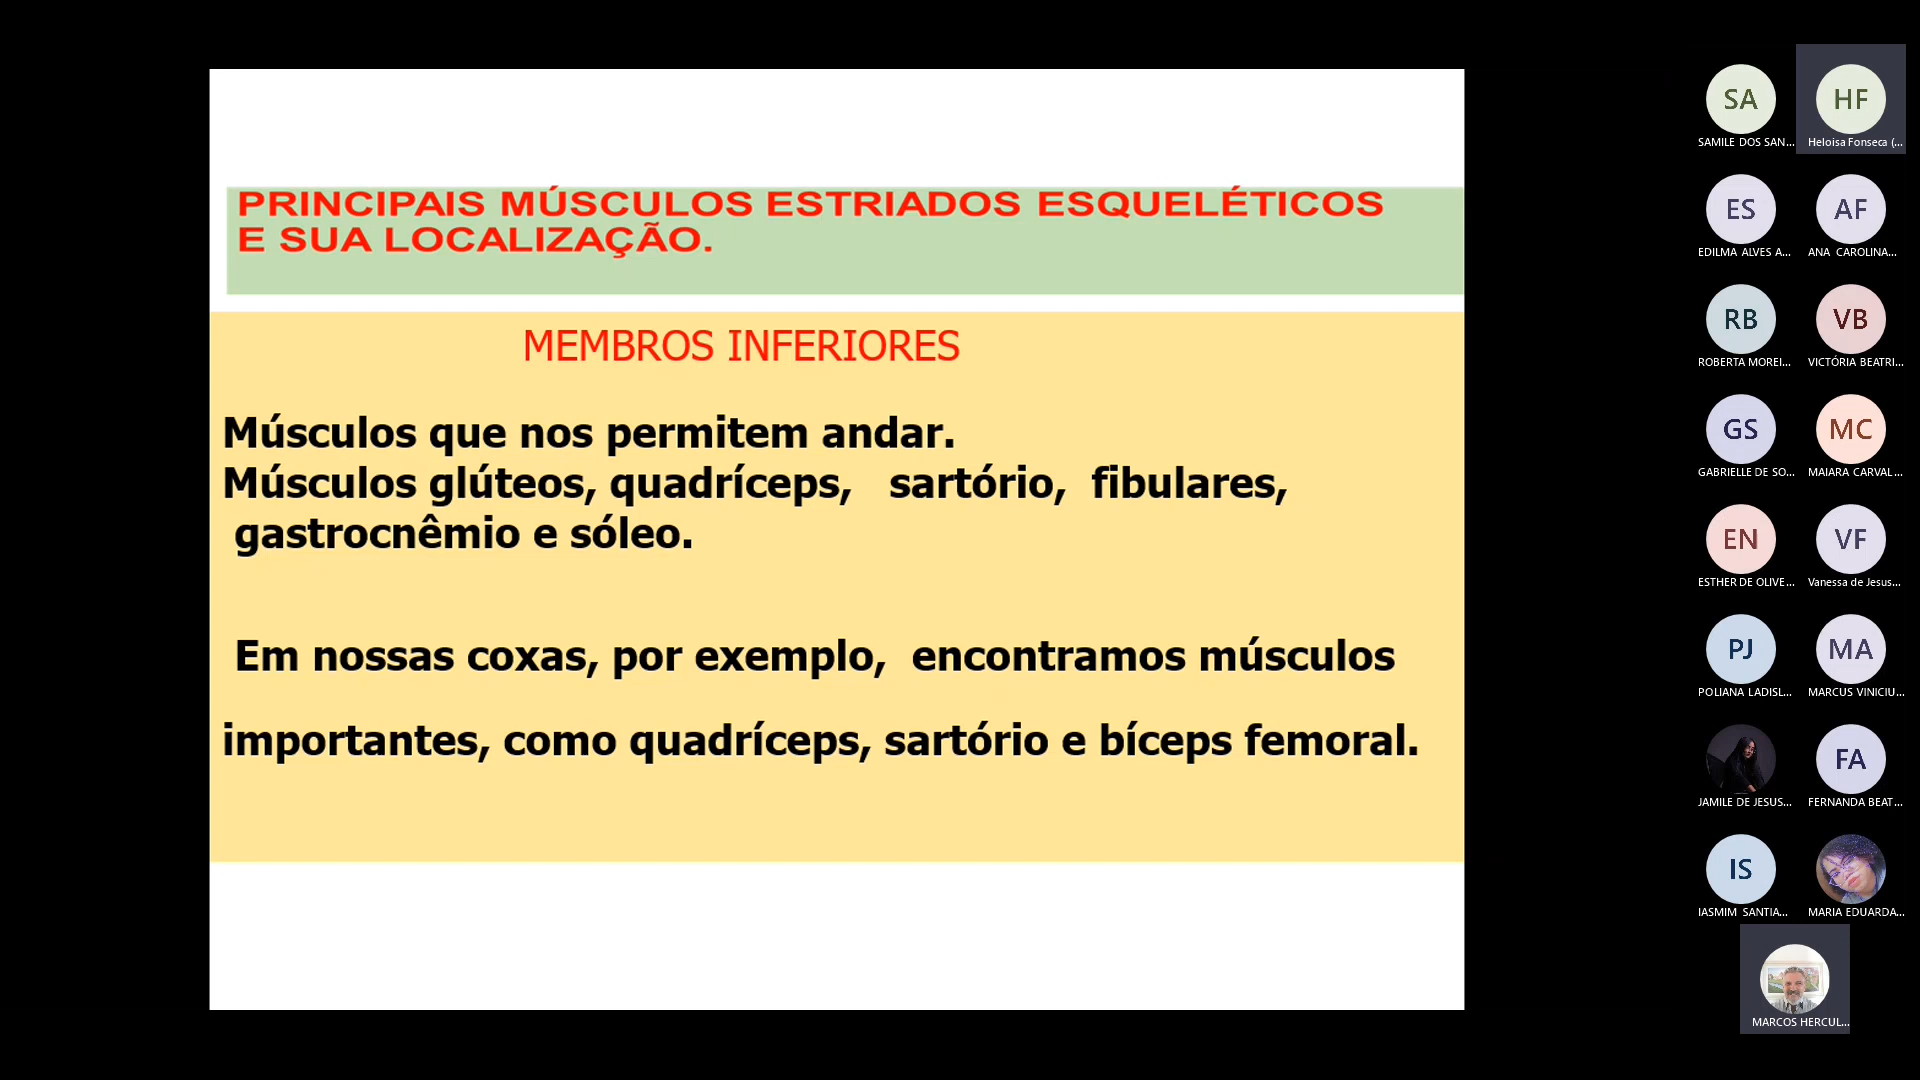 PRINCIPAIS MÚSCULOS ESTRIADOS ESQUELÉTICOS
E SUA LOCALIZAÇÃO.
MEMBROS INFERIORES
Músculos que nos permitem andar.
Músculos glúteos, quadríceps, sartório, fibulares,
gastrocnêmio e sóleo.
Em nossas coxas, por exemplo, encontramos músculos
importantes, como quadríceps, sartório e bíceps femoral.
SA
SAMILE DOS SAN...
HF
Heloisa Fonseca (...
ES
EDILMA ALVES A...
AF
ANA CAROLINA...
RB
ROBERTA MOREI...
VB
VICTÓRIA BEATRI...
GS
GABRIELLE DE SO...
MC
MAIARA CARVAL...
EN
ESTHER DE OLIVE...
VF
Vanessa de Jesus...
PJ
POLIANA LADISL...
MA
MARCUS VINICIU...
JAMILE DE JESUS...
FA
FERNANDA BEAT...
IS
IASMIM SANTIA...
MARIA EDUARDA...
MARCOS HERCUL...